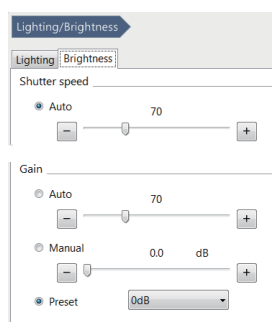 Lighting/Brightness
Lighting Brightness
Shutter speed
Auto 70
− +
Gain
Auto 70
− +
Manual 0.0 dB
− +
Preset 0dB